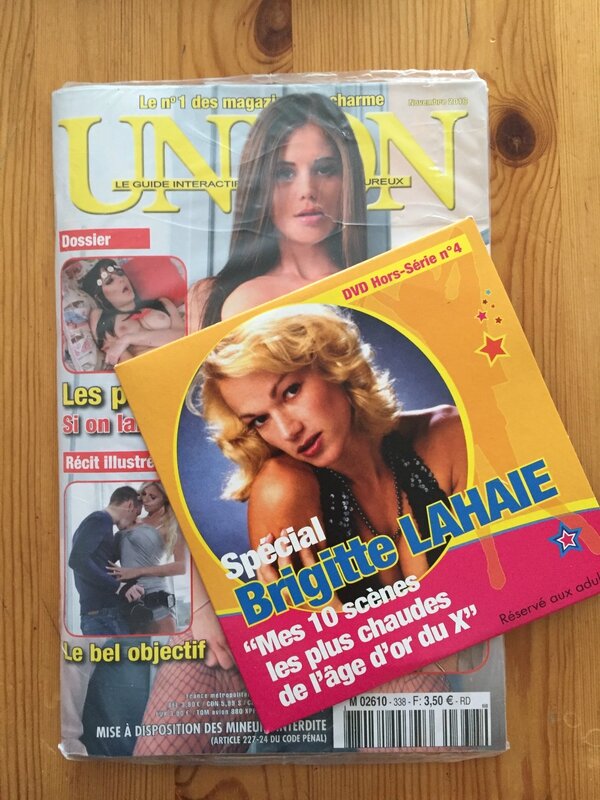 Le n°1 des magazi charme
Novembre 2016
UNION
LE GUIDE INTERACTIF UREUX
Dossier
Les p
Si on la
Récit illustré
Le bel objectif
DVD Hors-Série n°4
Spécial
Brigitte LAHAIE
“Mes 10 scènes
les plus chaudes
de l'âge d'or du X”
Réservé aux adul
France métropolit
M 02610 - 338 - F: 3,50 € - RD
MISE À DISPOSITION DES MINEURS INTERDITE
(ARTICLE 227-24 DU CODE PÉNAL)